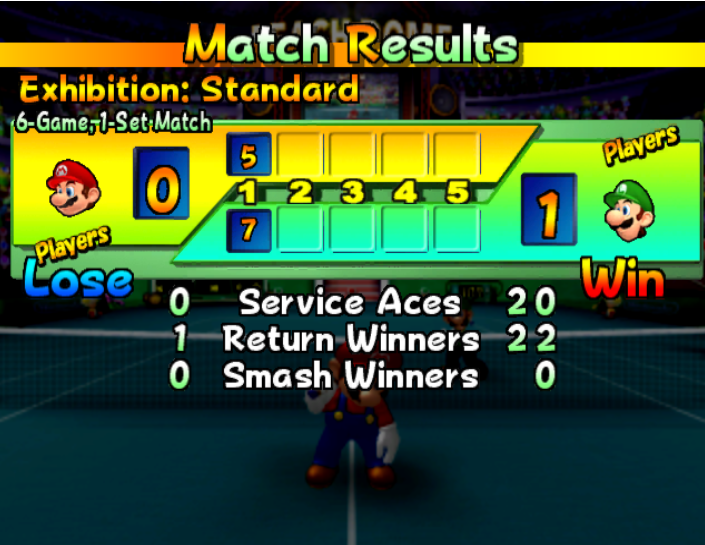 Match Results
Exhibition: Standard
6-Game, 1-Set Match
Players
0 5 1
1 2 3 4 5
7
Players
Lose Win
0 Service Aces 20
1 Return Winners 22
0 Smash Winners 0